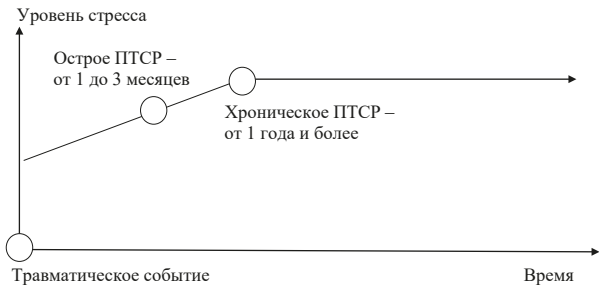 Уровень стресса
Острое ПТСР –
от 1 до 3 месяцев
Хроническое ПТСР –
от 1 года и более
Травматическое событие
Время